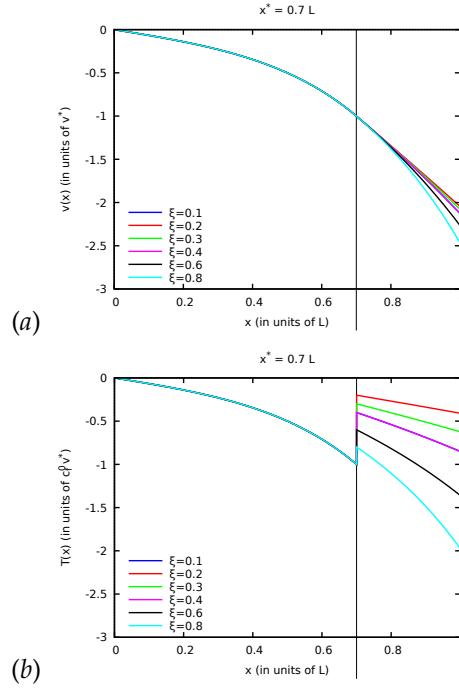 x* = 0.7 L
0
-0.5
-1
-1.5
-2
-2.5
-3
v(x) (in units of v*)
ξ=0.1
ξ=0.2
ξ=0.3
ξ=0.4
ξ=0.6
ξ=0.8
0 0.2 0.4 0.6 0.8
x (in units of L)
(a)
x* = 0.7 L
0
-0.5
-1
-1.5
-2
-2.5
-3
T(x) (in units of c_f^0 v*)
ξ=0.1
ξ=0.2
ξ=0.3
ξ=0.4
ξ=0.6
ξ=0.8
0 0.2 0.4 0.6 0.8
x (in units of L)
(b)